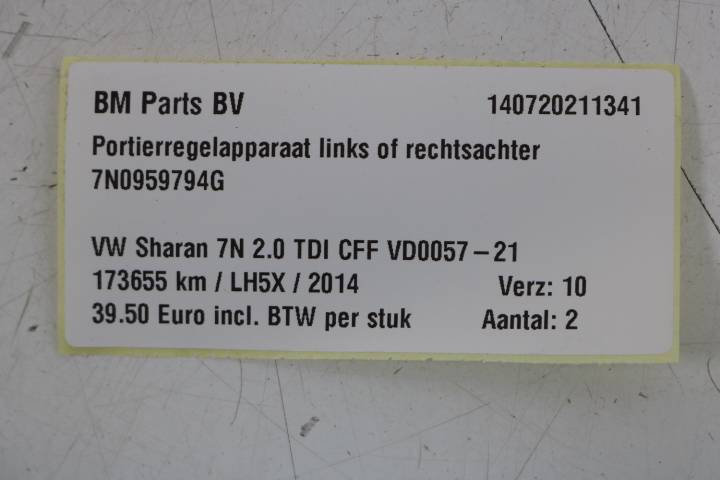 BM Parts BV 140720211341
Portierregelapparaat links of rechtsachter
7N0959794G
VW Sharan 7N 2.0 TDI CFF VD0057-21
173655 km / LH5X / 2014 Verz: 10
39.50 Euro incl. BTW per stuk Aantal: 2